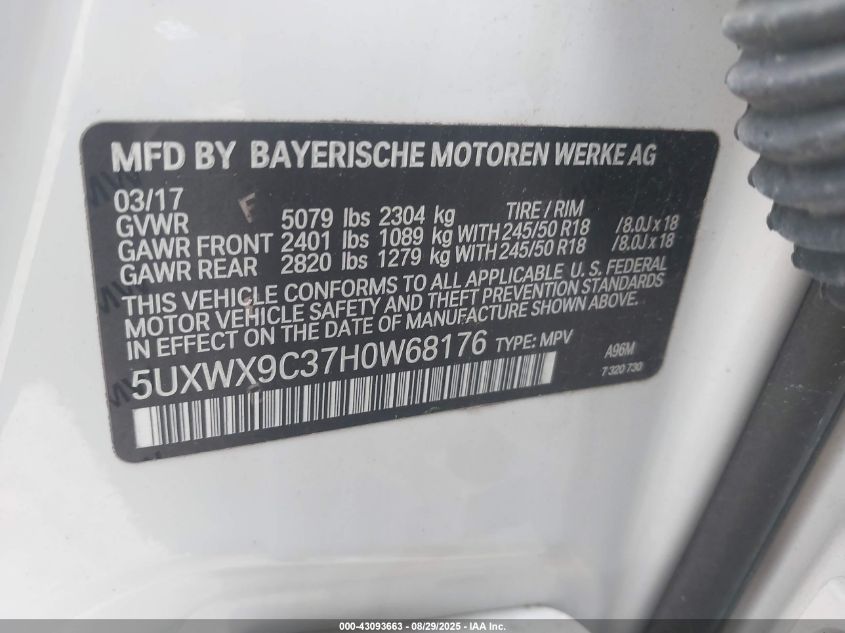 MFD BY BAYERISCHE MOTOREN WERKE AG
03/17
GVWR 5079 lbs 2304 kg TIRE / RIM
GAWR FRONT 2401 lbs 1089 kg WITH 245/50 R18 /8.0J x 18
GAWR REAR 2820 lbs 1279 kg WITH 245/50 R18 /8.0J x 18
THIS VEHICLE CONFORMS TO ALL APPLICABLE U. S. FEDERAL
MOTOR VEHICLE SAFETY AND THEFT PREVENTION STANDARDS
IN EFFECT ON THE DATE OF MANUFACTURE SHOWN ABOVE.
5UXWX9C37H0W68176 TYPE: MPV A96M
7 320 730
000-43093663 - 08/29/2025 - IAA Inc.